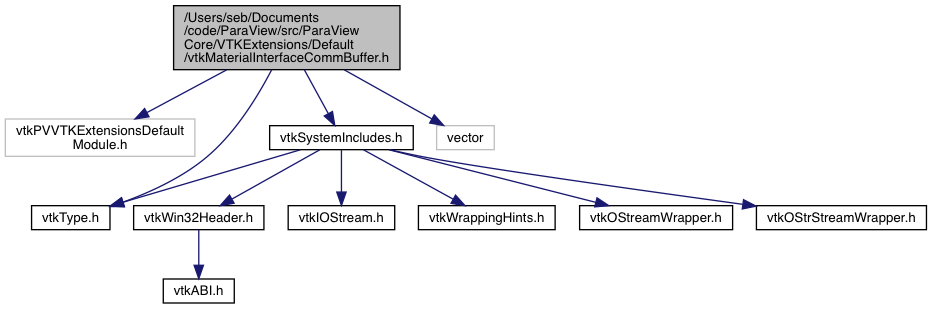 /Users/seb/Documents
/code/ParaView/src/ParaView
Core/VTKExtensions/Default
/vtkMaterialInterfaceCommBuffer.h
vtkPVVTKExtensionsDefault
Module.h
vtkSystemIncludes.h
vector
vtkType.h
vtkWin32Header.h
vtkIOStream.h
vtkWrappingHints.h
vtkOStreamWrapper.h
vtkOStrStreamWrapper.h
vtkABI.h